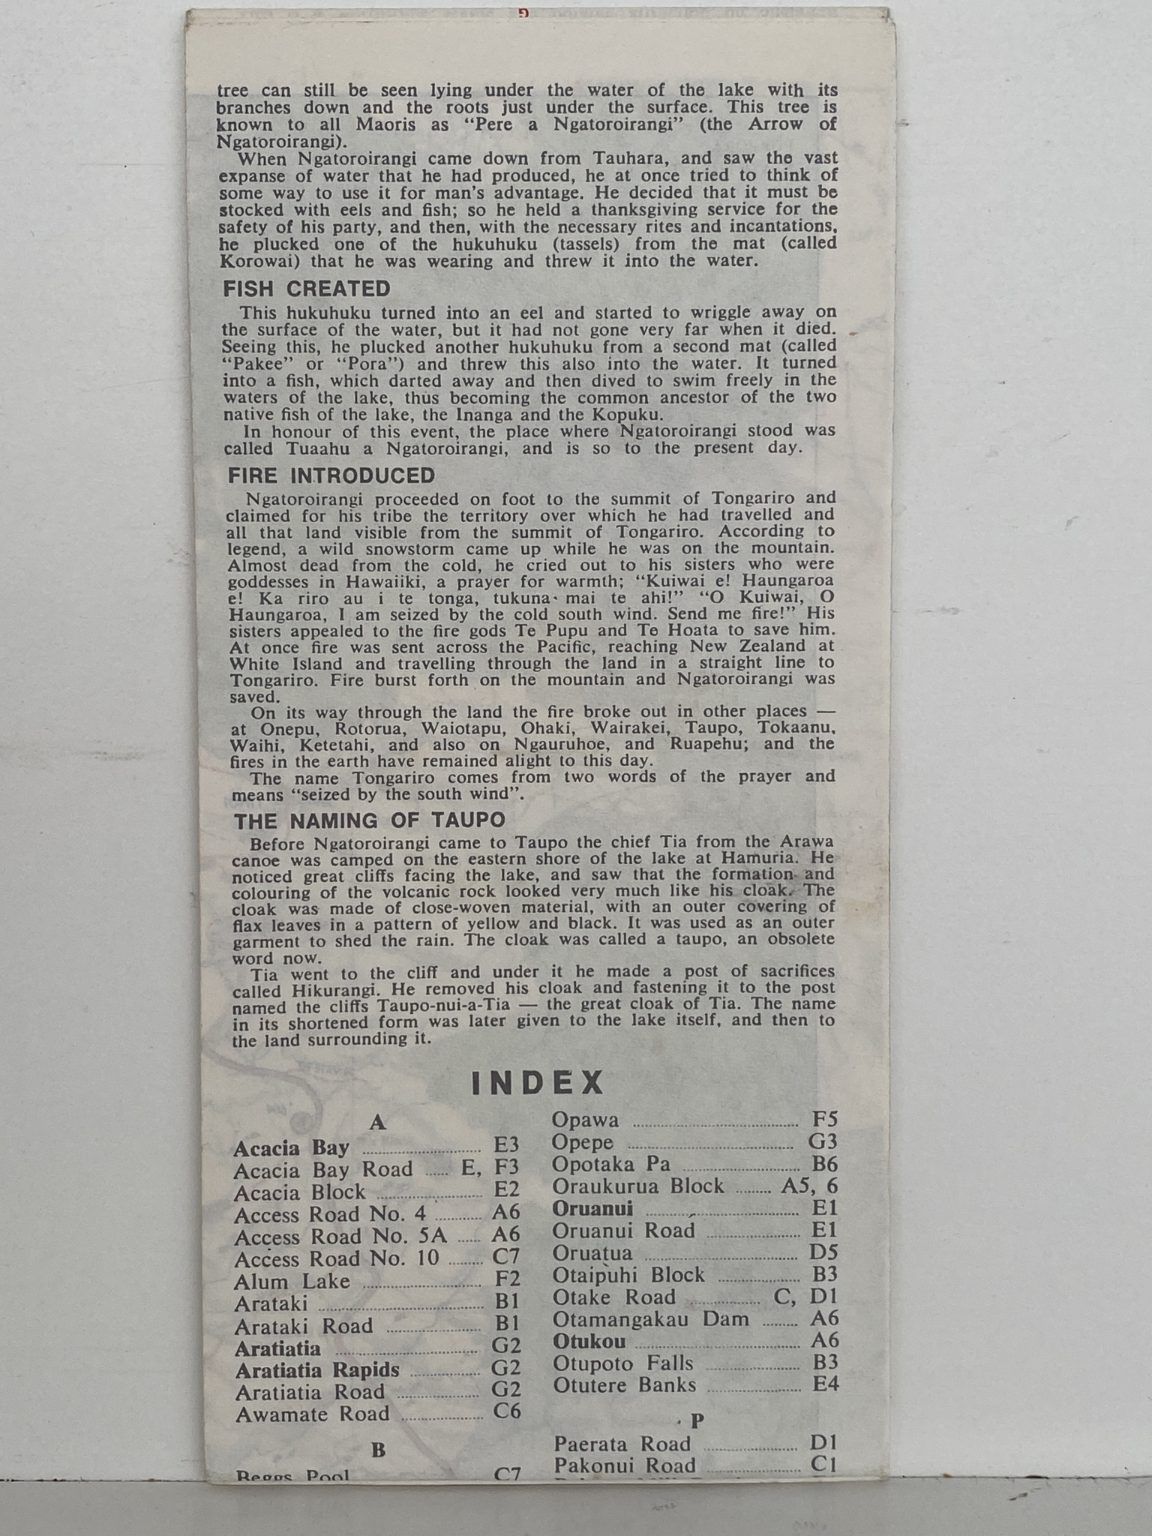 tree can still be seen lying under the water of the lake with its
branches down and the roots just under the surface. This tree is
known to all Maoris as “Pere a Ngatoroirangi” (the Arrow of
Ngatoroirangi).
When Ngatoroirangi came down from Tauhara, and saw the vast
expanse of water that he had produced, he at once tried to think of
some way to use it for man's advantage. He decided that it must be
stocked with eels and fish; so he held a thanksgiving service for the
safety of his party, and then, with the necessary rites and incantations,
he plucked one of the hukuhuku (tassels) from the mat (called
Korowai) that he was wearing and threw it into the water.
FISH CREATED
This hukuhuku turned into an eel and started to wriggle away on
the surface of the water, but it had not gone very far when it died.
Seeing this, he plucked another hukuhuku from a second mat (called
“Pakee” or “Pora”) and threw this also into the water. It turned
into a fish, which darted away and then dived to swim freely in the
waters of the lake, thus becoming the common ancestor of the two
native fish of the lake, the Inanga and the Kopuku.
In honour of this event, the place where Ngatoroirangi stood was
called Tuaahu a Ngatoroirangi, and is so to the present day.
FIRE INTRODUCED
Ngatoroirangi proceeded on foot to the summit of Tongariro and
claimed for his tribe the territory over which he had travelled and
all that land visible from the summit of Tongariro. According to
legend, a wild snowstorm came up while he was on the mountain.
Almost dead from the cold, he cried out to his sisters who were
goddesses in Hawaiiki, a prayer for warmth; “Kuiwai e! Haungaroa
e! Ka riro au i te tonga, tukuna mai te ahi!” “O Kuiwai, O
Haungaroa, I am seized by the cold south wind. Send me fire!” His
sisters appealed to the fire gods Te Pupu and Te Hoata to save him.
At once fire was sent across the Pacific, reaching New Zealand at
White Island and travelling through the land in a straight line to
Tongariro. Fire burst forth on the mountain and Ngatoroirangi was
saved.
On its way through the land the fire broke out in other places —
at Onepu, Rotorua, Waiotapu, Ohaki, Wairakei, Taupo, Tokaanu,
Waihi, Ketetahi, and also on Ngauruhoe, and Ruapehu; and the
fires in the earth have remained alight to this day.
The name Tongariro comes from two words of the prayer and
means “seized by the south wind”.
THE NAMING OF TAUPO
Before Ngatoroirangi came to Taupo the chief Tia from the Arawa
canoe was camped on the eastern shore of the lake at Hamuria. He
noticed great cliffs facing the lake, and saw that the formation and
colouring of the volcanic rock looked very much like his cloak. The
cloak was made of close-woven material, with an outer covering of
flax leaves in a pattern of yellow and black. It was used as an outer
garment to shed the rain. The cloak was called a taupo, an obsolete
word now.
Tia went to the cliff and under it he made a post of sacrifices
called Hikurangi. He removed his cloak and fastening it to the post
named the cliffs Taupo-nui-a-Tia — the great cloak of Tia. The name
in its shortened form was later given to the lake itself, and then to
the land surrounding it.
INDEX
A
Acacia Bay ........ E3
Acacia Bay Road ..... E, F3
Acacia Block ........ E2
Access Road No. 4 ........ A6
Access Road No. 5A ..... A6
Access Road No. 10 ........ C7
Alum Lake ........ F2
Arataki ........ B1
Arataki Road ........ B1
Aratiatia ........ G2
Aratiatia Rapids ........ G2
Aratiatia Road ........ G2
Awamate Road ........ C6
B
Beggs Pool C7
Opawa ........ F5
Opepe ........ G3
Opotaka Pa ........ B6
Oraukurua Block ........ A5, 6
Oruanui ........ E1
Oruanui Road ........ E1
Oruatua ........ D5
Otaipuhi Block ........ B3
Otake Road ........ C, D1
Otamangakau Dam ........ A6
Otukou ........ A6
Otupoto Falls ........ B3
Otutere Banks ........ E4
P
Paerata Road ........ D1
Pakonui Road ........ C1